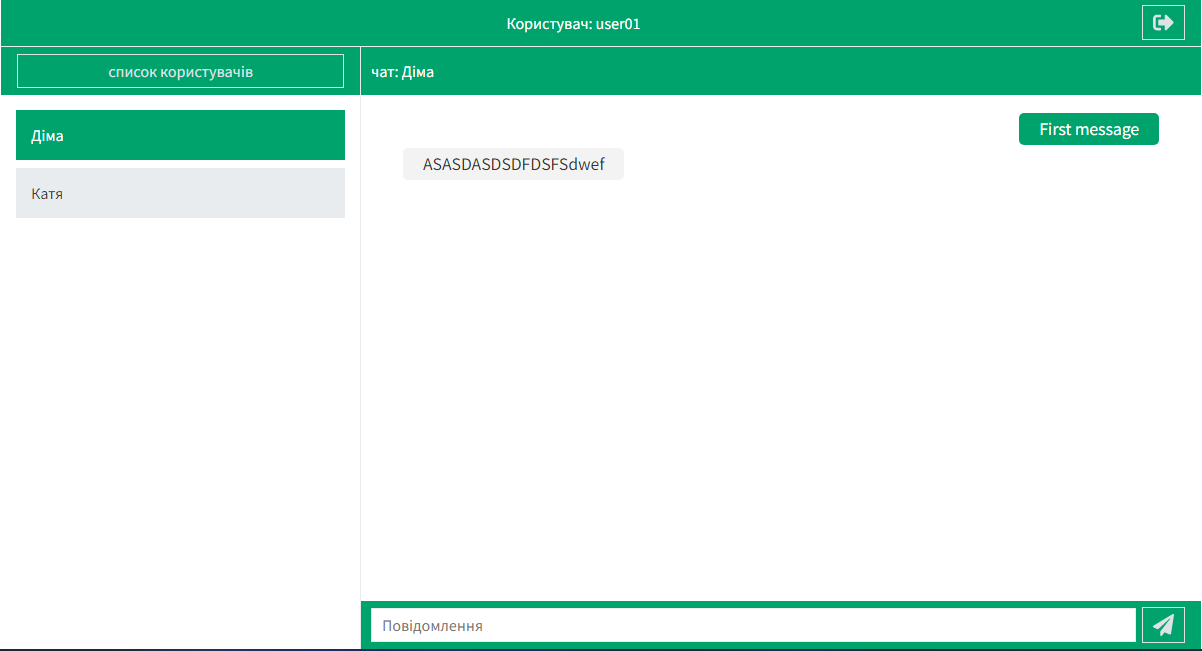 Користувач: user01
список користувачів
чат: Діма
Діма
Катя
First message
ASASDASDSDFDSFSdwef
Повідомлення